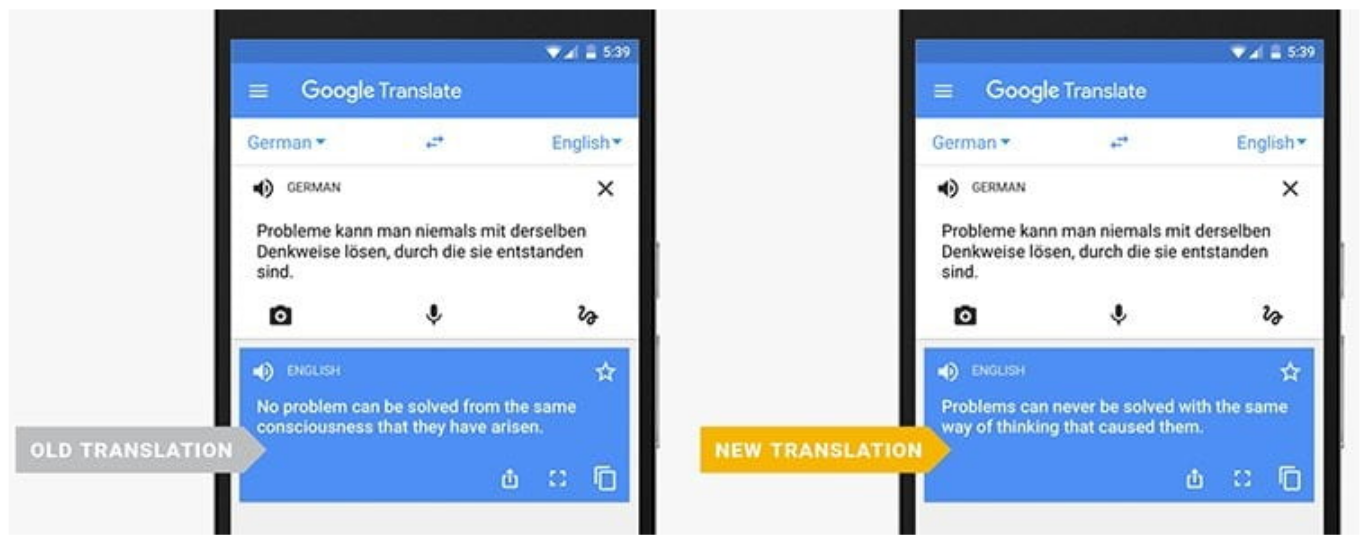 5:39
Google Translate
German
English
GERMAN
Probleme kann man niemals mit derselben
Denkweise lösen, durch die sie entstanden
sind.
ENGLISH
No problem can be solved from the same
consciousness that they have arisen.
OLD TRANSLATION
5:39
Google Translate
German
English
GERMAN
Probleme kann man niemals mit derselben
Denkweise lösen, durch die sie entstanden
sind.
ENGLISH
Problems can never be solved with the same
way of thinking that caused them.
NEW TRANSLATION